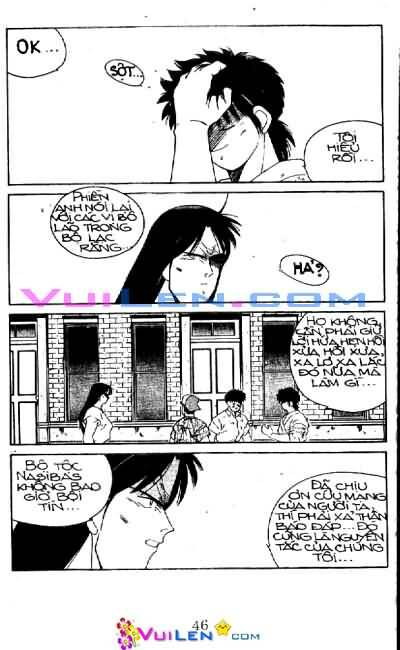 OK...
SỘT...
TÔI
HIỂU
RỒI...
PHIỀN
ANH NÓI LẠI
VỚI CÁC VỊ BÔ
LÃO TRONG
BỘ LẠC
RẰNG...
HẢ?
VUILEN.COM
HỌ KHÔNG
CẦN PHẢI GIỮ
LỜI HỨA HẸN HỒI
XỬA HỒI XƯA,
XA LƠ XA LẮC
ĐÓ NỮA MÀ
LÀM GÌ...
BỘ TỘC
NASIBAS
KHÔNG BAO
GIỜ BỘI
TÍN...
ĐÃ CHỊU
ƠN CỨU MẠNG
CỦA NGƯỜI TA,
THÌ PHẢI XẢ THÂN
BÁO ĐÁP... ĐÓ
CŨNG LÀ NGUYÊN
TẮC CỦA CHÚNG
TÔI...
46
VUILEN.COM